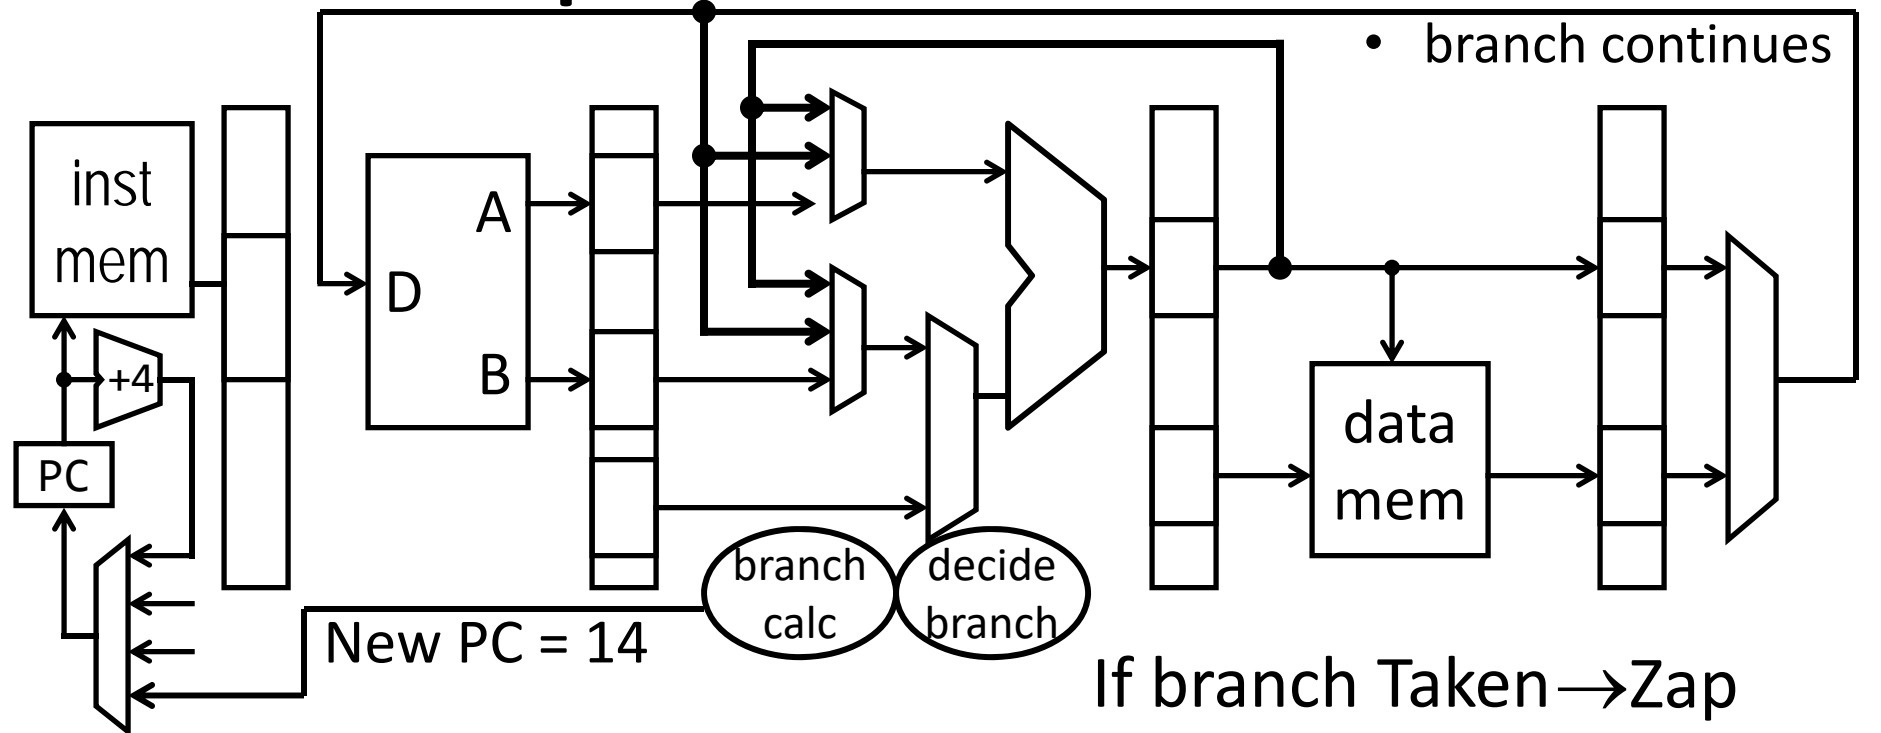 • branch continues
inst
mem
A
D
B
+4
PC
data
mem
branch
calc
decide
branch
New PC = 14
If branch Taken →Zap